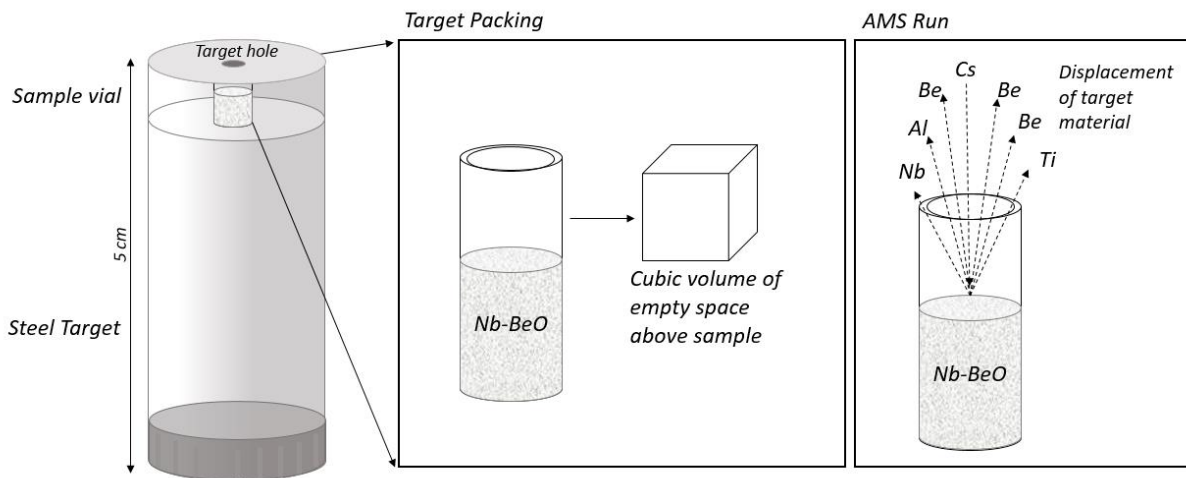 Target Packing
AMS Run
Target hole
Sample vial
5 cm
Steel Target
Nb-BeO
Cubic volume of
empty space
above sample
Cs
Be
Be
Al
Be
Nb
Ti
Displacement
of target
material
Nb-BeO